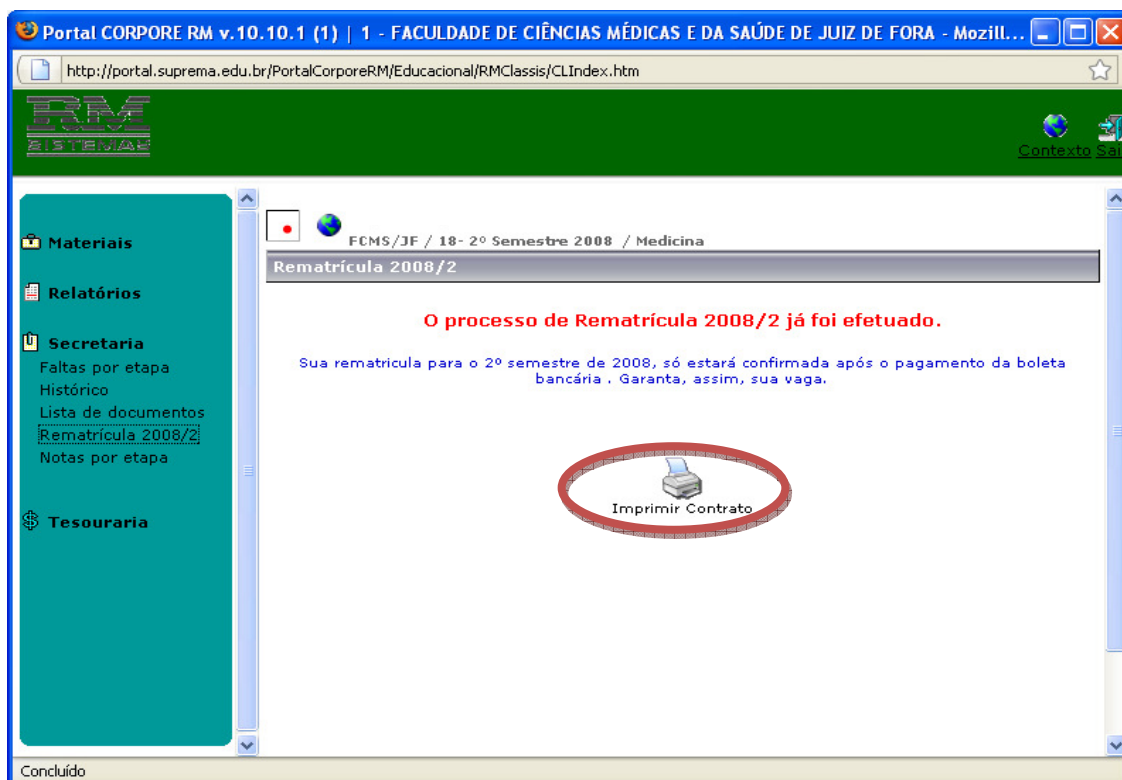 Portal CORPORE RM v.10.10.1 (1) | 1 - FACULDADE DE CIÊNCIAS MÉDICAS E DA SAÚDE DE JUIZ DE FORA - Mozill...
http://portal.suprema.edu.br/PortalCorporeRM/Educacional/RMClassis/CLIndex.htm
RM
SISTEMAS
Contexto Sai
Materiais
Relatórios
Secretaria
Faltas por etapa
Histórico
Lista de documentos
Rematrícula 2008/2
Notas por etapa
Tesouraria
FCMS/JF / 18- 2º Semestre 2008 / Medicina
Rematrícula 2008/2
O processo de Rematrícula 2008/2 já foi efetuado.
Sua rematricula para o 2º semestre de 2008, só estará confirmada após o pagamento da boleta
bancária . Garanta, assim, sua vaga.
Imprimir Contrato
Concluído